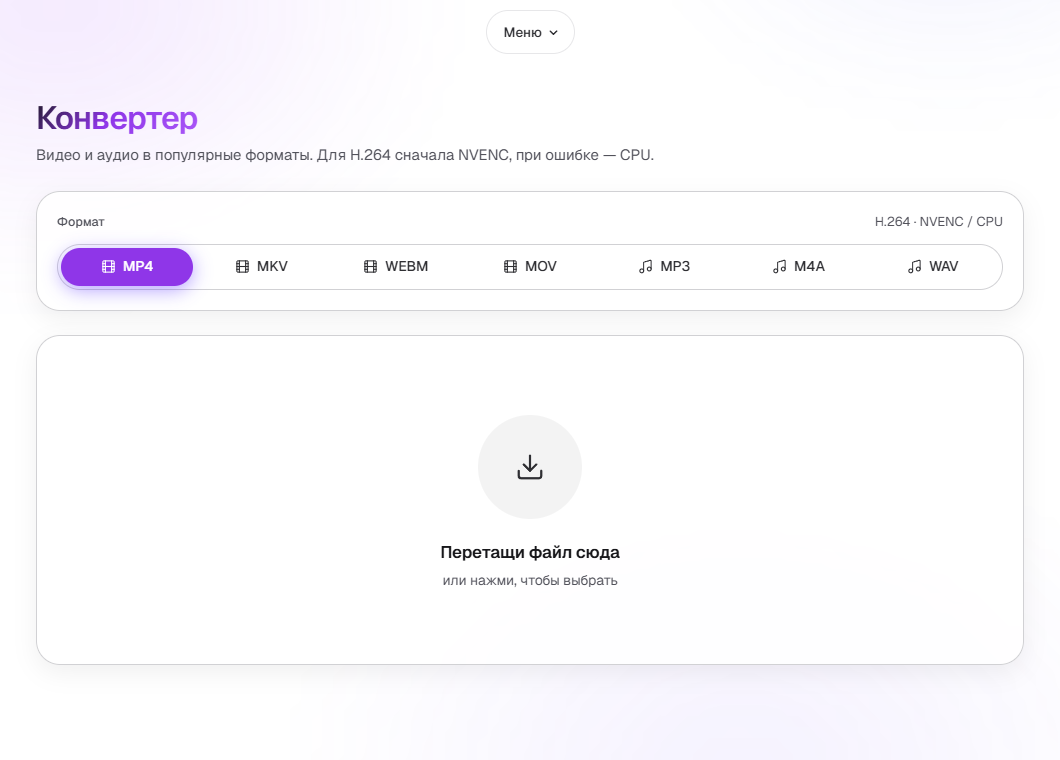 Меню
Конвертер
Видео и аудио в популярные форматы. Для H.264 сначала NVENC, при ошибке — CPU.
Формат
H.264 · NVENC / CPU
MP4 MKV WEBM MOV MP3 M4A WAV
Перетащи файл сюда
или нажми, чтобы выбрать